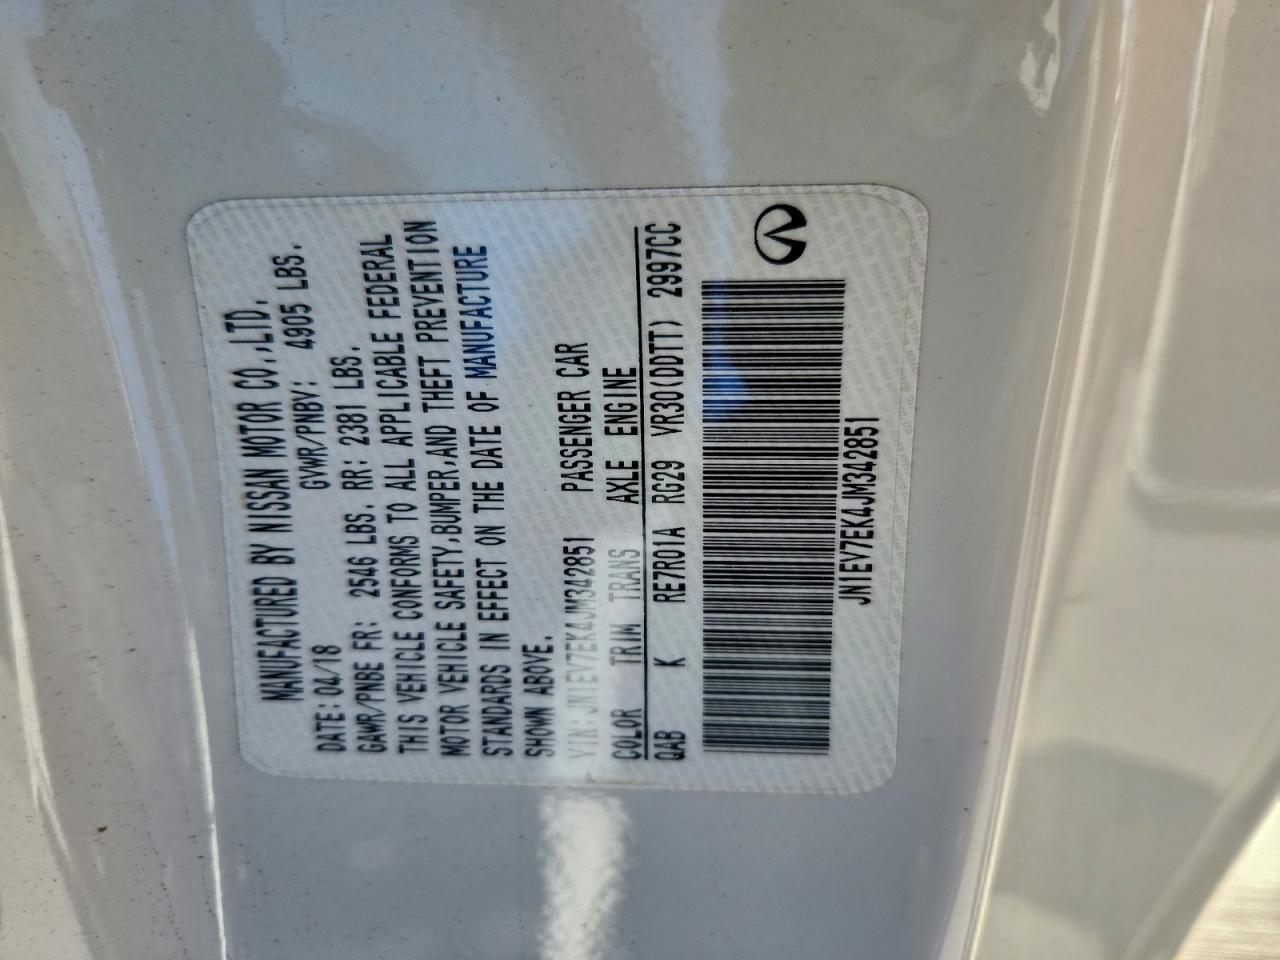 MANUFACTURED BY NISSAN MOTOR CO.,LTD.
DATE: 04/18 GVWR/PNBV: 4905 LBS.
GAWR/PNBE FR: 2546 LBS. RR: 2381 LBS.
THIS VEHICLE CONFORMS TO ALL APPLICABLE FEDERAL
MOTOR VEHICLE SAFETY,BUMPER,AND THEFT PREVENTION
STANDARDS IN EFFECT ON THE DATE OF MANUFACTURE
SHOWN ABOVE.
VIN:JN1EV7EK4JM342851 PASSENGER CAR
COLOR TRIM TRANS AXLE ENGINE
QAB K RE7R01A RG29 VR30(DDTT) 2997CC
JN1EV7EK4JM342851